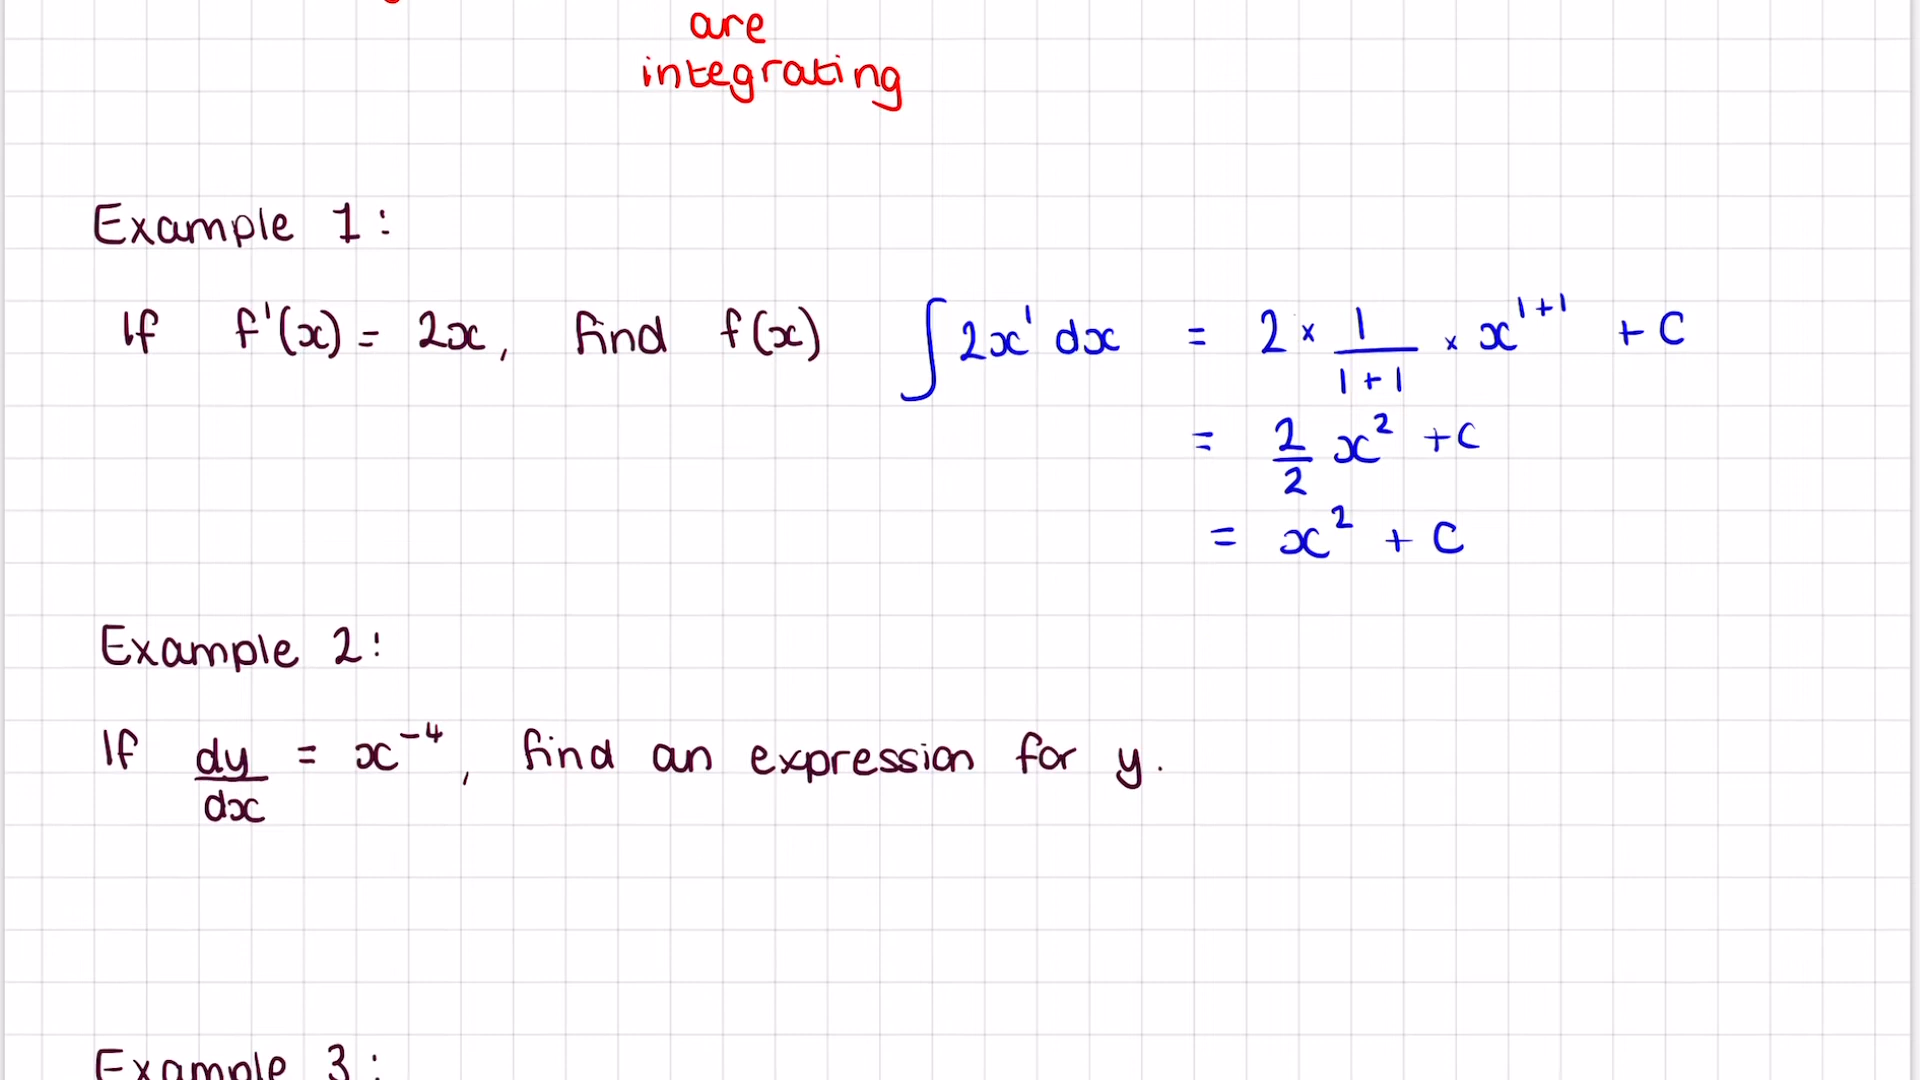 are
integrating
Example 1:
If f'(x) = 2x, find f(x) ∫ 2x¹ dx = 2 × 1/(1+1) × x¹⁺¹ + c
= 2/2 x² + c
= x² + c
Example 2:
If dy/dx = x⁻⁴, find an expression for y.
Example 3: